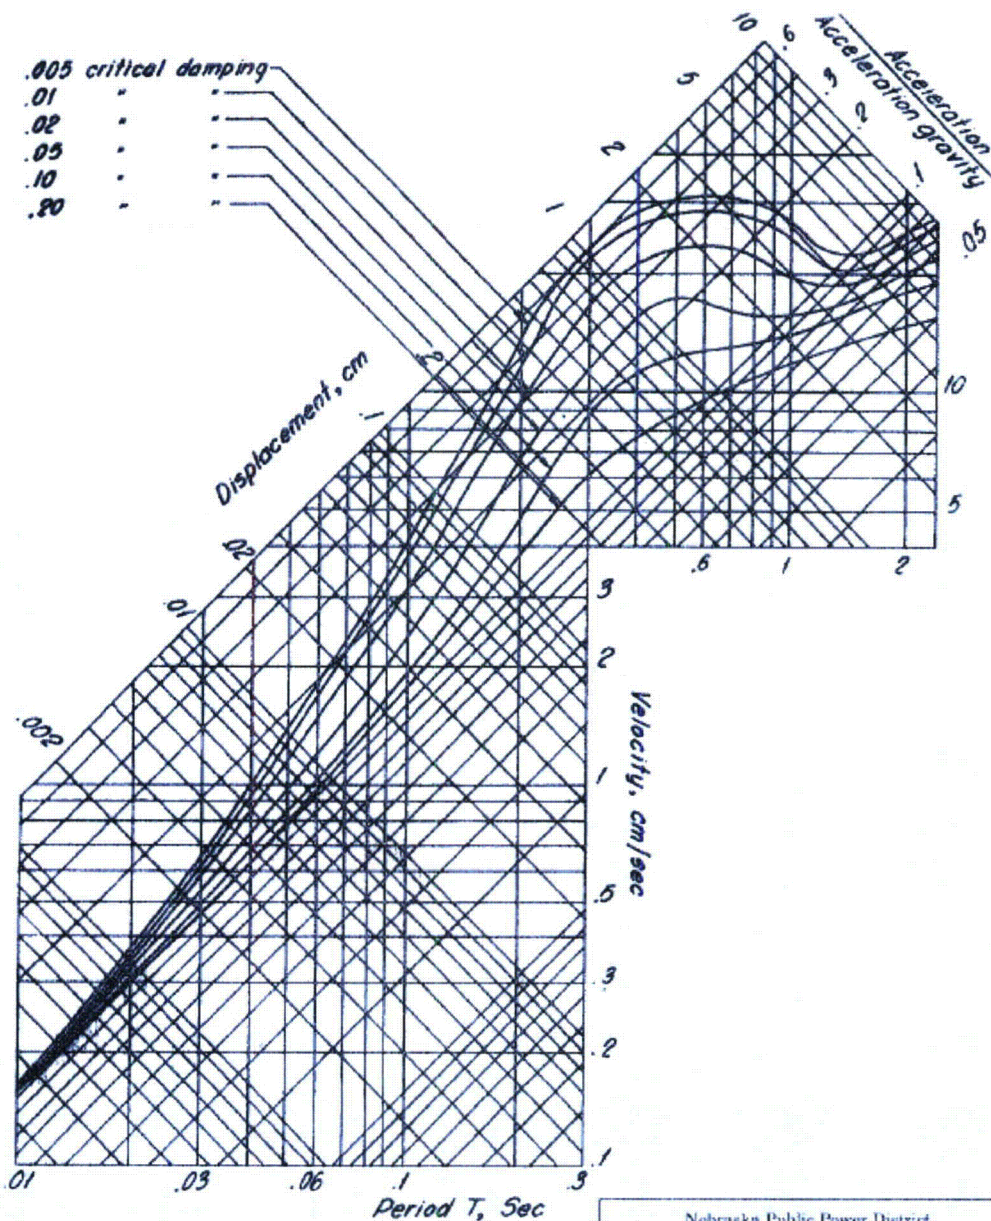 .005 critical damping
.01 " "
.02 " "
.05 " "
.10 " "
.20 " "
10
.6
5
.3
.2
2
.1
1
.05
Acceleration
Acceleration gravity
Displacement, cm
.2
.1
.02
.01
.002
10
5
.6
1
2
3
2
1
.5
.3
.2
.1
Velocity, cm/sec
.01
.03
.06
.1
.3
Period T, Sec
Nebraska Public Power District